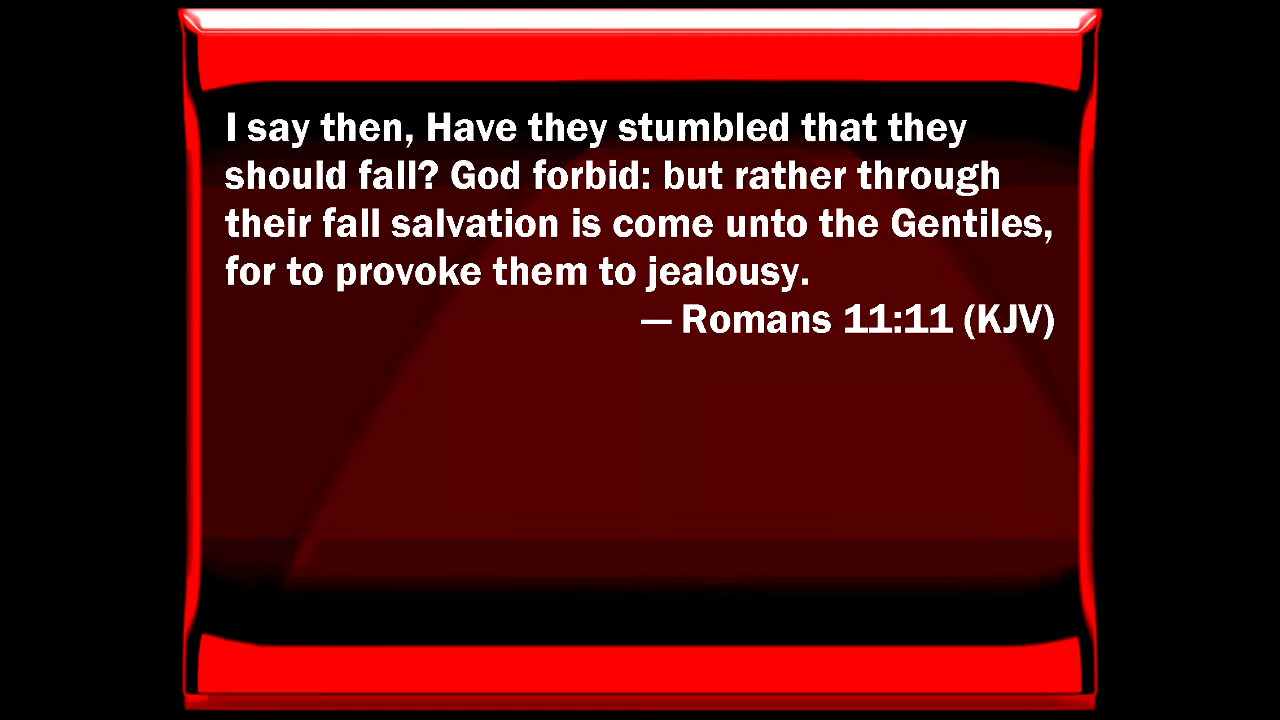 I say then, Have they stumbled that they
should fall? God forbid: but rather through
their fall salvation is come unto the Gentiles,
for to provoke them to jealousy.
— Romans 11:11 (KJV)